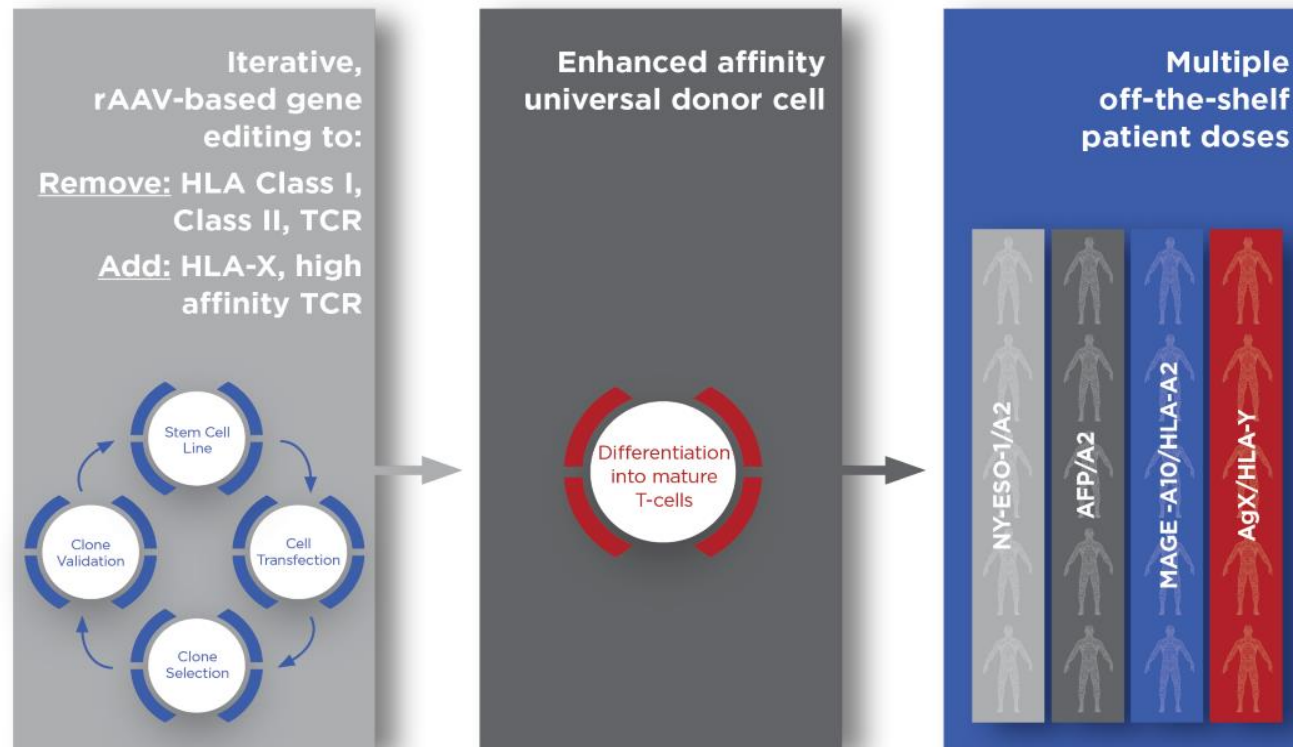 Iterative,
rAAV-based gene
editing to:
Remove: HLA Class I,
Class II, TCR
Add: HLA-X, high
affinity TCR
Stem Cell
Line
Cell
Transfection
Clone
Selection
Clone
Validation
Enhanced affinity
universal donor cell
Differentiation
into mature
T-cells
Multiple
off-the-shelf
patient doses
NY-ESO-1/A2
AFP/A2
MAGE -A10/HLA-A2
AgX/HLA-Y